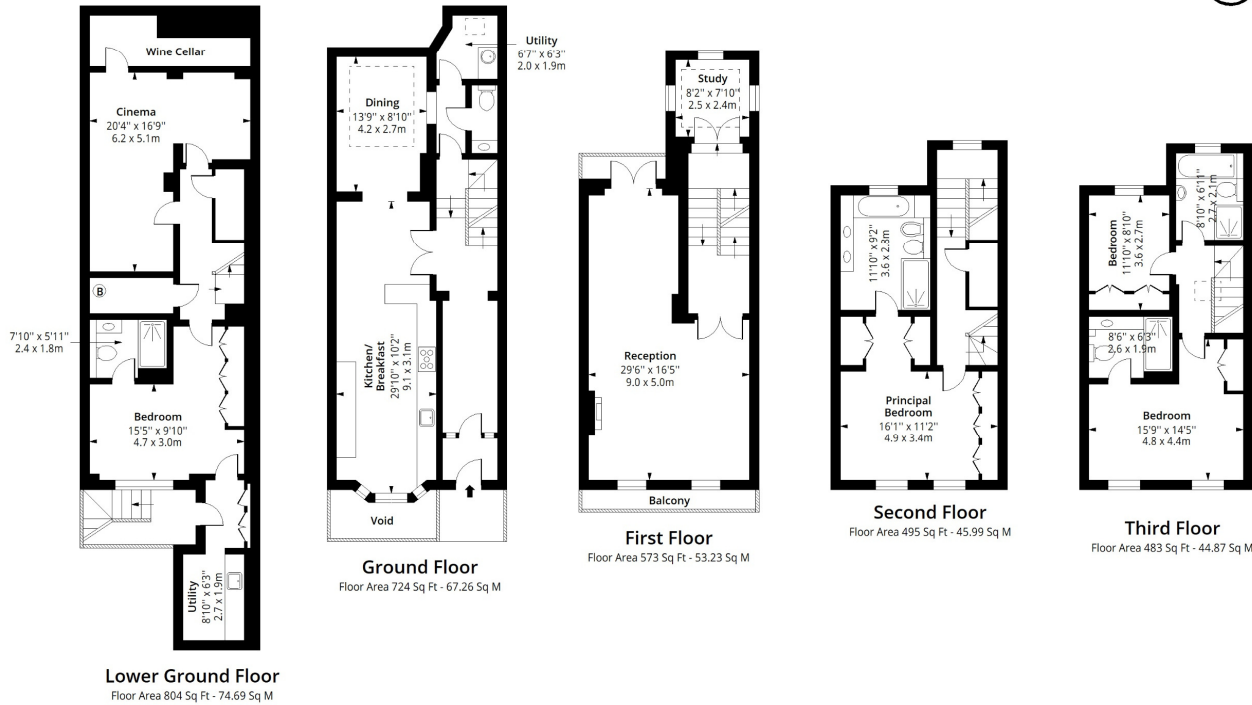 Wine Cellar
Cinema
20'4" x 16'9"
6.2 x 5.1m
B
7'10" x 5'11"
2.4 x 1.8m
Bedroom
15'5" x 9'10"
4.7 x 3.0m
Utility
8'10" x 6'3"
2.7 x 1.9m
Lower Ground Floor
Floor Area 804 Sq Ft - 74.69 Sq M
Utility
6'7" x 6'3"
2.0 x 1.9m
Dining
13'9" x 8'10"
4.2 x 2.7m
Kitchen/
Breakfast
29'10" x 10'2"
9.1 x 3.1m
Void
Ground Floor
Floor Area 724 Sq Ft - 67.26 Sq M
Study
8'2" x 7'10"
2.5 x 2.4m
Reception
29'6" x 16'5"
9.0 x 5.0m
Balcony
First Floor
Floor Area 573 Sq Ft - 53.23 Sq M
11'10" x 9'2"
3.6 x 2.8m
Principal
Bedroom
16'1" x 11'2"
4.9 x 3.4m
Second Floor
Floor Area 495 Sq Ft - 45.99 Sq M
8'10" x 6'11"
2.7 x 2.1m
Bedroom
11'10" x 8'10"
3.6 x 2.7m
8'6" x 6'3"
2.6 x 1.9m
Bedroom
15'9" x 14'5"
4.8 x 4.4m
Third Floor
Floor Area 483 Sq Ft - 44.87 Sq M